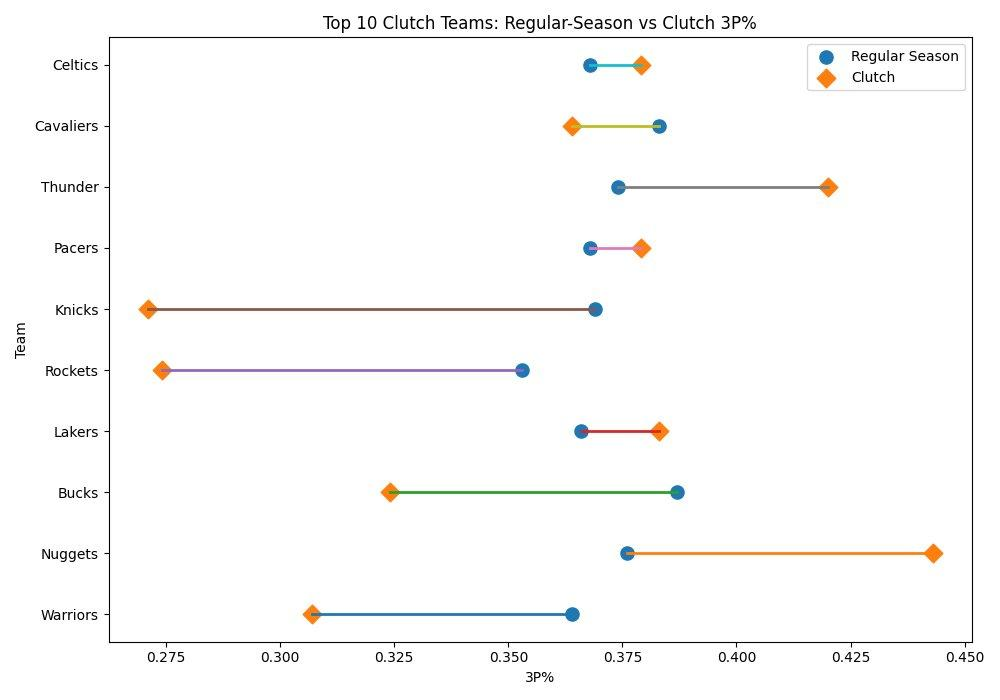 Top 10 Clutch Teams: Regular-Season vs Clutch 3P%
Regular Season
Clutch
Team
Celtics
Cavaliers
Thunder
Pacers
Knicks
Rockets
Lakers
Bucks
Nuggets
Warriors
0.275 0.300 0.325 0.350 0.375 0.400 0.425 0.450
3P%